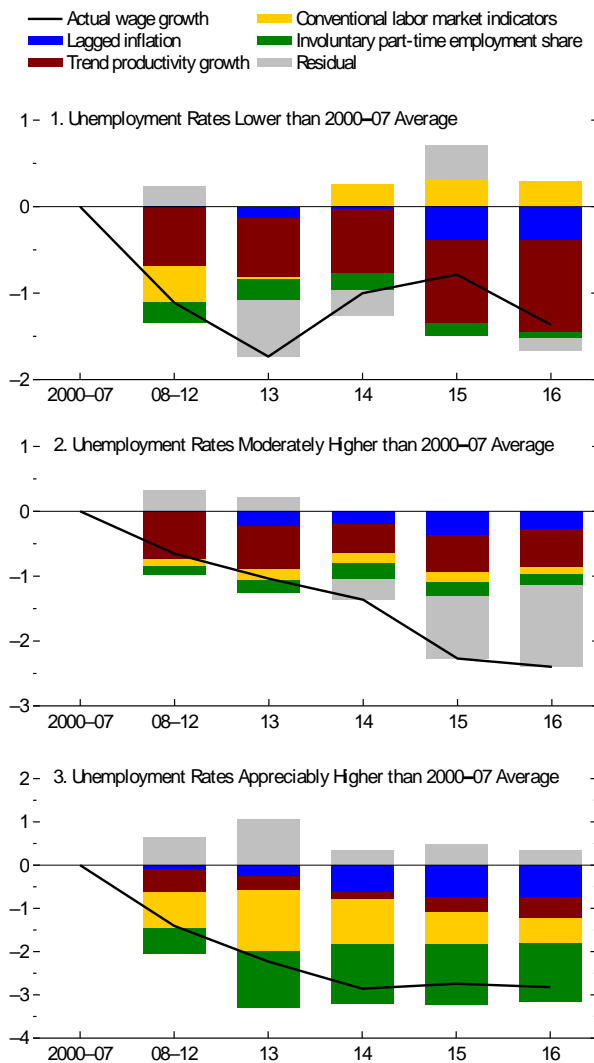 Actual wage growth
Conventional labor market indicators
Lagged inflation
Involuntary part-time employment share
Trend productivity growth
Residual
1. Unemployment Rates Lower than 2000–07 Average
1
0
–1
–2
2000–07 08–12 13 14 15 16
2. Unemployment Rates Moderately Higher than 2000–07 Average
1
0
–1
–2
–3
2000–07 08–12 13 14 15 16
3. Unemployment Rates Appreciably Higher than 2000–07 Average
2
1
0
–1
–2
–3
–4
2000–07 08–12 13 14 15 16